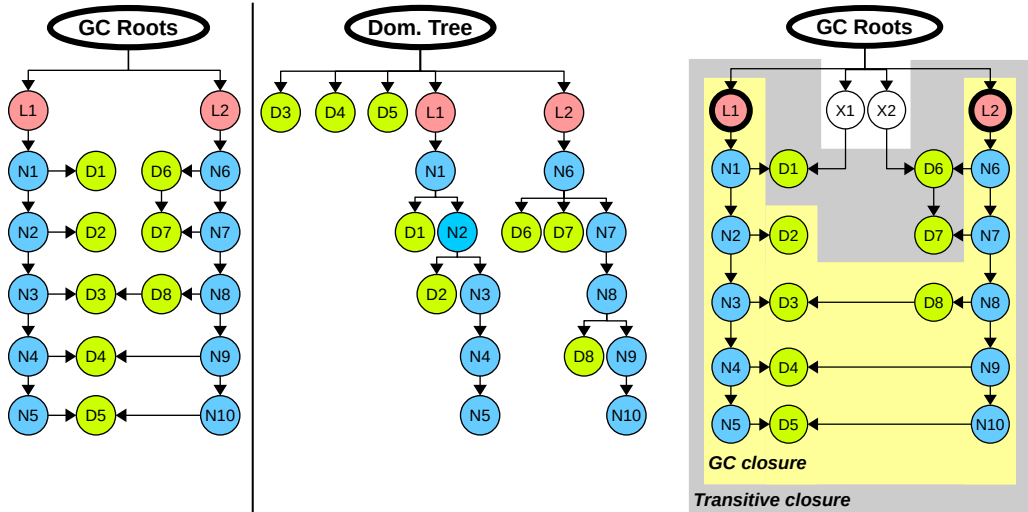 GC Roots
L1 L2
N1 D1 D6 N6
N2 D2 D7 N7
N3 D3 D8 N8
N4 D4 N9
N5 D5 N10
Dom. Tree
D3 D4 D5 L1 L2
N1 N6
D1 N2 D6 D7 N7
D2 N3 N8
N4 D8 N9
N5 N10
GC Roots
L1 X1 X2 L2
N1 D1 D6 N6
N2 D2 D7 N7
N3 D3 D8 N8
N4 D4 N9
N5 D5 N10
GC closure
Transitive closure